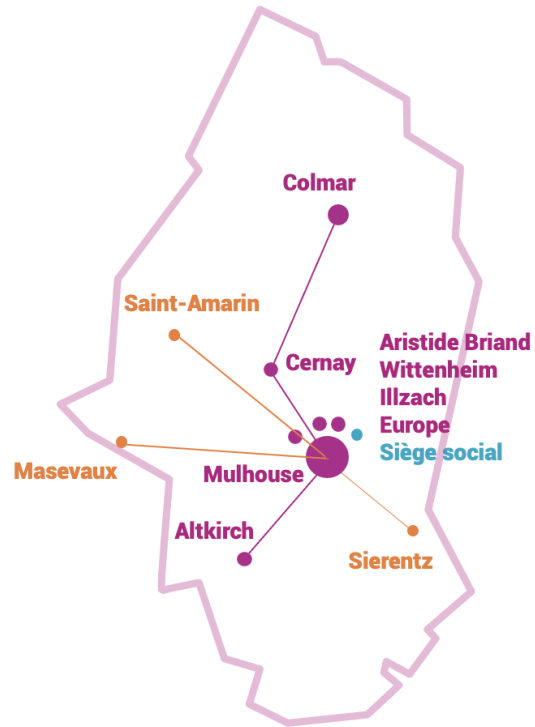 Colmar
Saint-Amarin
Cernay
Aristide Briand
Wittenheim
Illzach
Europe
Siège social
Masevaux
Mulhouse
Altkirch
Sierentz